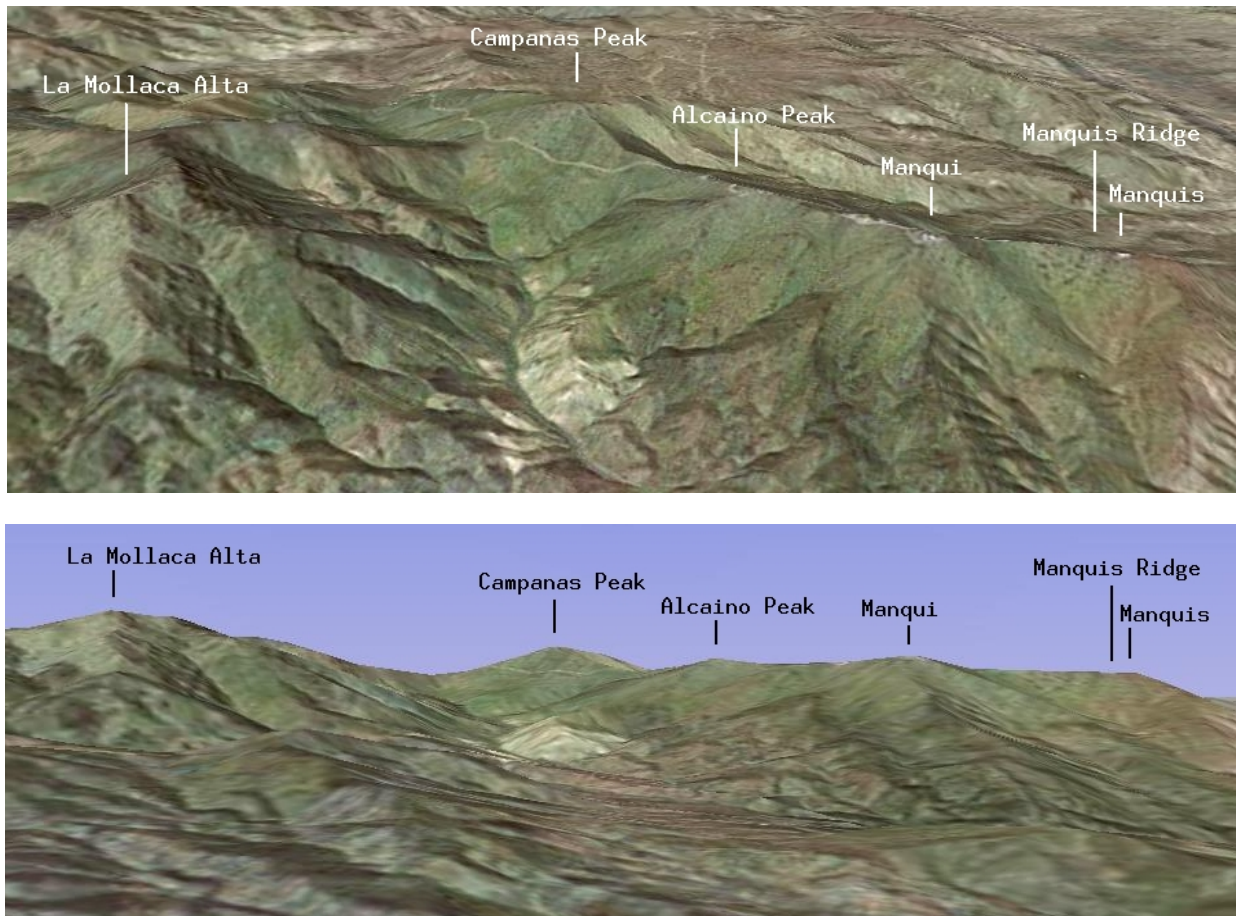 Campanas Peak
La Mollaca Alta
Alcaino Peak
Manquis Ridge
Manqui
Manquis
La Mollaca Alta
Campanas Peak
Manquis Ridge
Alcaino Peak
Manqui
Manquis